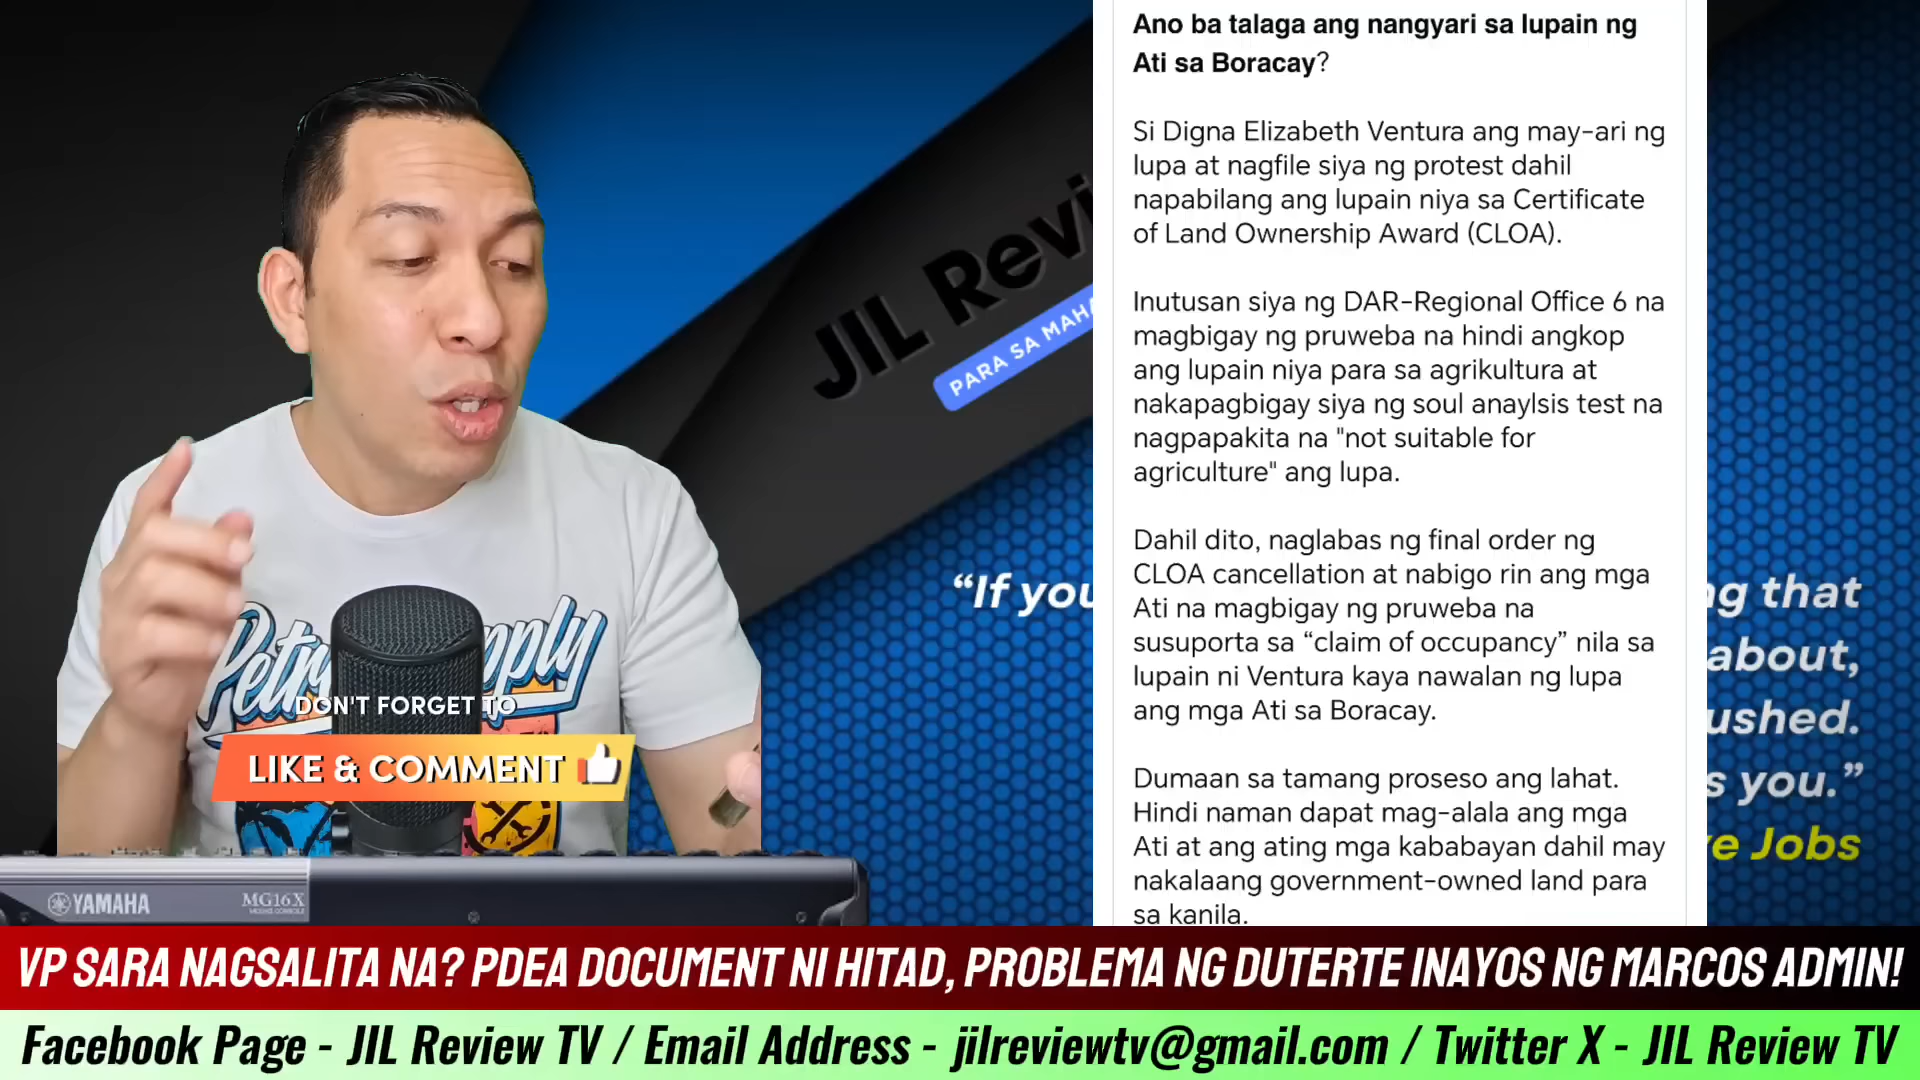 Ano ba talaga ang nangyari sa lupain ng
Ati sa Boracay?
Si Digna Elizabeth Ventura ang may-ari ng
lupa at nagfile siya ng protest dahil
napabilang ang lupain niya sa Certificate
of Land Ownership Award (CLOA).
Inutusan siya ng DAR-Regional Office 6 na
magbigay ng pruweba na hindi angkop
ang lupain niya para sa agrikultura at
nakapagbigay siya ng soul anaylsis test na
nagpapakita na "not suitable for
agriculture" ang lupa.
Dahil dito, naglabas ng final order ng
CLOA cancellation at nabigo rin ang mga
Ati na magbigay ng pruweba na
susuporta sa “claim of occupancy” nila sa
lupain ni Ventura kaya nawalan ng lupa
ang mga Ati sa Boracay.
Dumaan sa tamang proseso ang lahat.
Hindi naman dapat mag-alala ang mga
Ati at ang ating mga kababayan dahil may
nakalaang government-owned land para
sa kanila.
JIL Revi
PARA SA MAHA
“If you
ng that
about,
ushed.
s you.”
ve Jobs
Petr pply
DON'T FORGET TO
LIKE & COMMENT
YAMAHA
MG16X
MIXING CONSOLE
VP SARA NAGSALITA NA? PDEA DOCUMENT NI HITAD, PROBLEMA NG DUTERTE INAYOS NG MARCOS ADMIN!
Facebook Page - JIL Review TV / Email Address - jilreviewtv@gmail.com / Twitter X - JIL Review TV